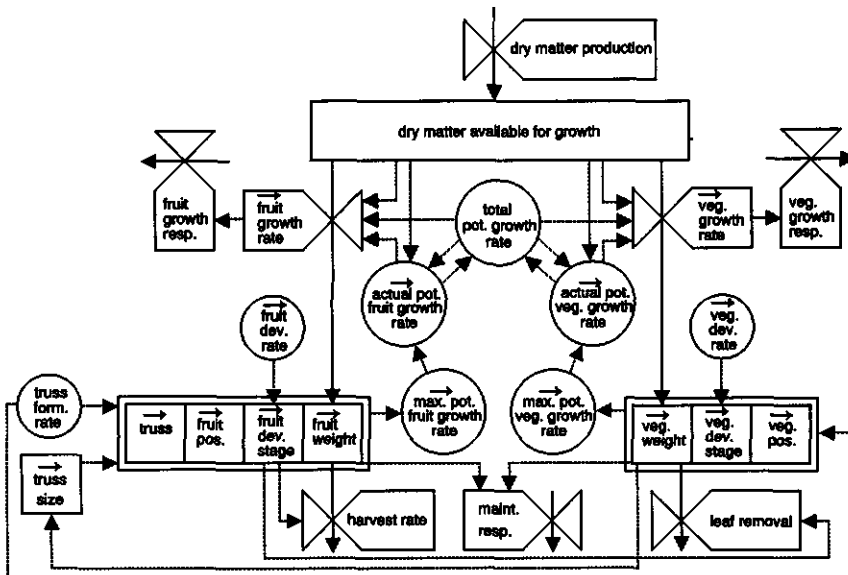 dry matter production
dry matter available for growth
fruit
growth
resp.
fruit
growth
rate
total
pot. growth
rate
veg.
growth
rate
veg.
growth
resp.
actual pot.
fruit growth
rate
actual pot.
veg. growth
rate
fruit
dev.
rate
veg.
dev.
rate
truss
form.
rate
max. pot.
fruit growth
rate
max. pot.
veg. growth
rate
truss
fruit
pos.
fruit
dev.
stage
fruit
weight
veg.
weight
veg.
dev.
stage
veg.
pos.
truss
size
harvest rate
maint.
resp.
leaf removal